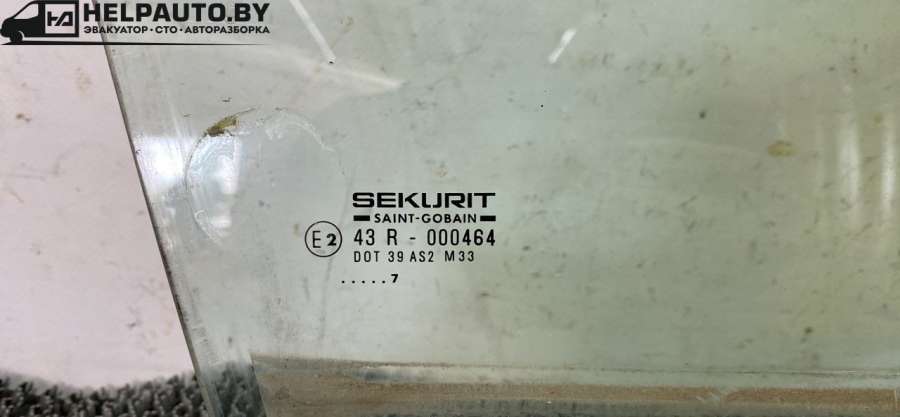 HELPAUTO.BY
ЭВАКУАТОР • СТО • АВТОРАЗБОРКА
SEKURIT
SAINT-GOBAIN
E2 43 R - 000464
DOT 39 AS2 M33
.....7